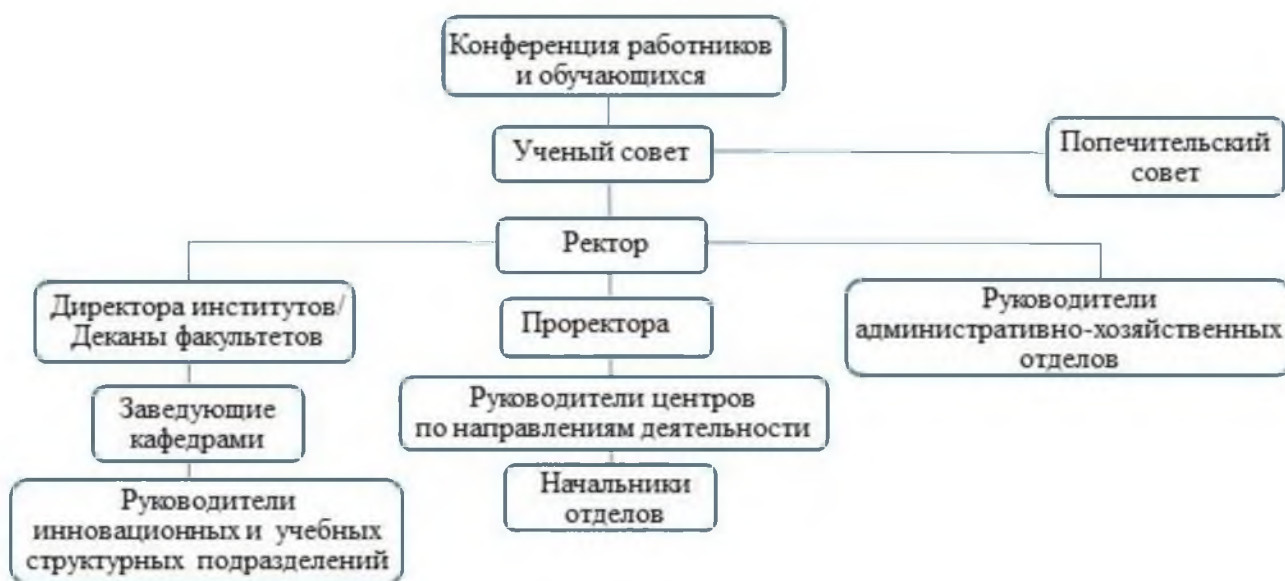 Конференция работников
и обучающихся
Ученый совет
Попечительский
совет
Ректор
Директора институтов/
Деканы факультетов
Проректора
Руководители
административно-хозяйственных
отделов
Заведующие
кафедрами
Руководители центров
по направлениям деятельности
Руководители
инновационных и учебных
структурных подразделений
Начальники
отделов